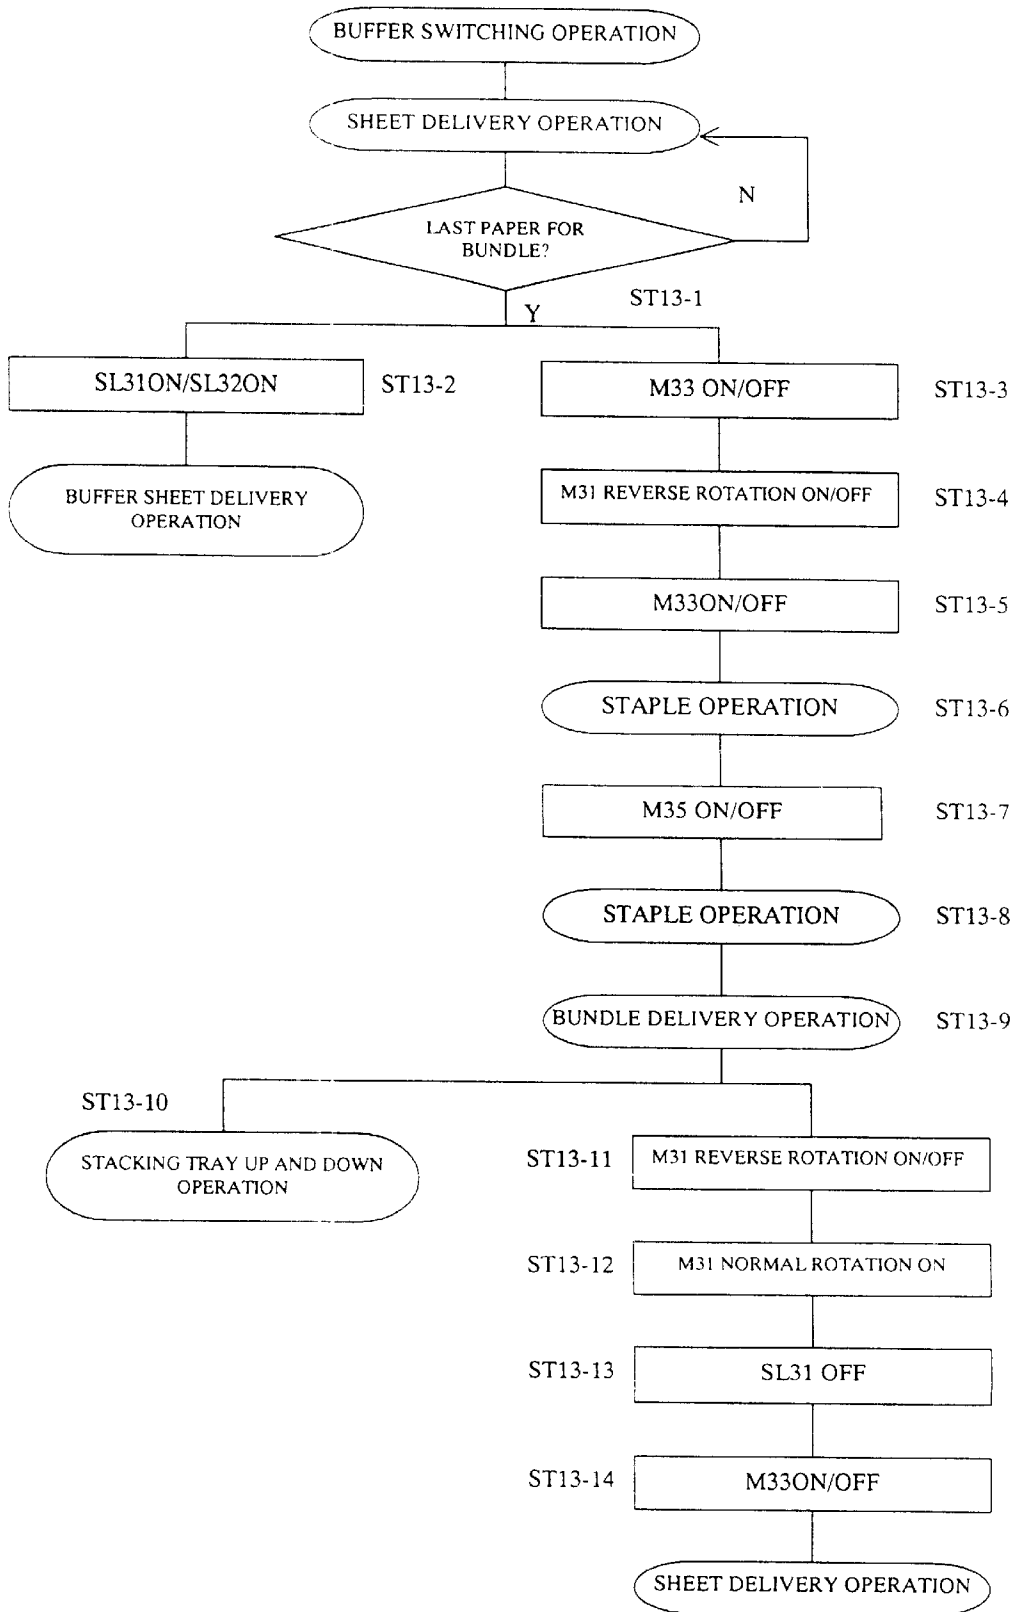 BUFFER SWITCHING OPERATION
SHEET DELIVERY OPERATION
N
LAST PAPER FOR
BUNDLE?
ST13-1
Y
SL31ON/SL32ON
ST13-2
M33 ON/OFF
ST13-3
BUFFER SHEET DELIVERY
OPERATION
M31 REVERSE ROTATION ON/OFF
ST13-4
M33ON/OFF
ST13-5
STAPLE OPERATION
ST13-6
M35 ON/OFF
ST13-7
STAPLE OPERATION
ST13-8
BUNDLE DELIVERY OPERATION
ST13-9
ST13-10
STACKING TRAY UP AND DOWN
OPERATION
ST13-11
M31 REVERSE ROTATION ON/OFF
ST13-12
M31 NORMAL ROTATION ON
ST13-13
SL31 OFF
ST13-14
M33ON/OFF
SHEET DELIVERY OPERATION